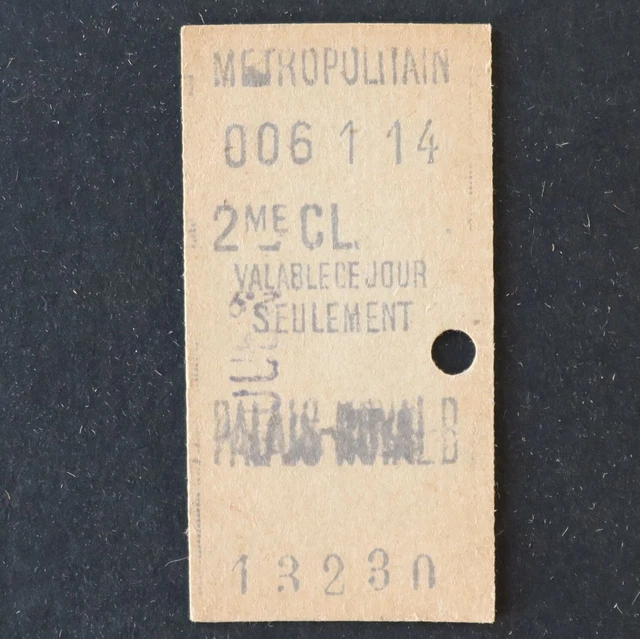 METROPOLITAIN
006 1 14
2ME CL
VALABLE CE JOUR
SEULEMENT
PALAIS-ROYAL-B
13230